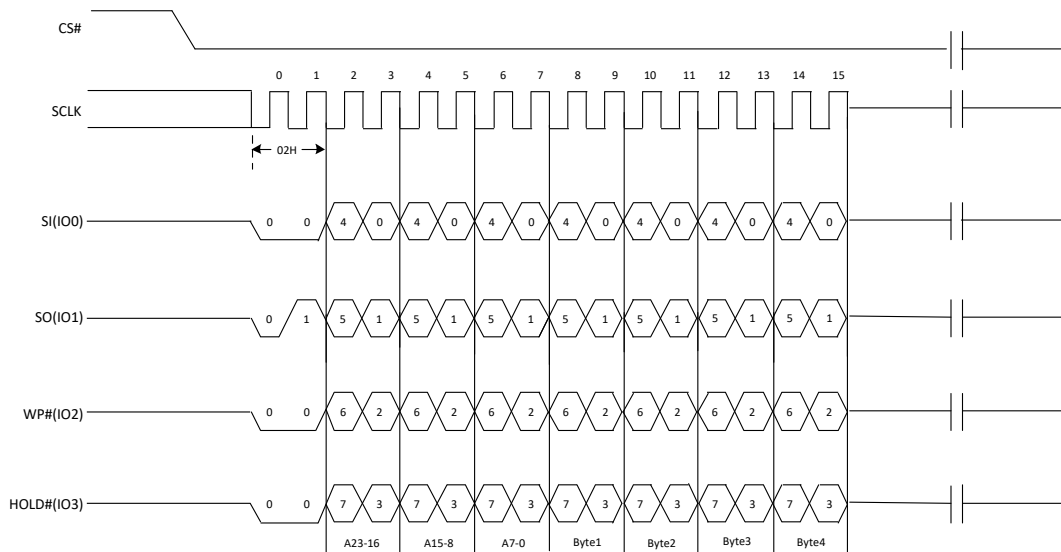 CS#
0 1 2 3 4 5 6 7 8 9 10 11 12 13 14 15
SCLK
02H
SI(IO0) 0 0 4 0 4 0 4 0 4 0 4 0 4 0 4 0
SO(IO1) 0 1 5 1 5 1 5 1 5 1 5 1 5 1 5 1
WP#(IO2) 0 0 6 2 6 2 6 2 6 2 6 2 6 2 6 2
HOLD#(IO3) 0 0 7 3 7 3 7 3 7 3 7 3 7 3 7 3
A23-16 A15-8 A7-0 Byte1 Byte2 Byte3 Byte4